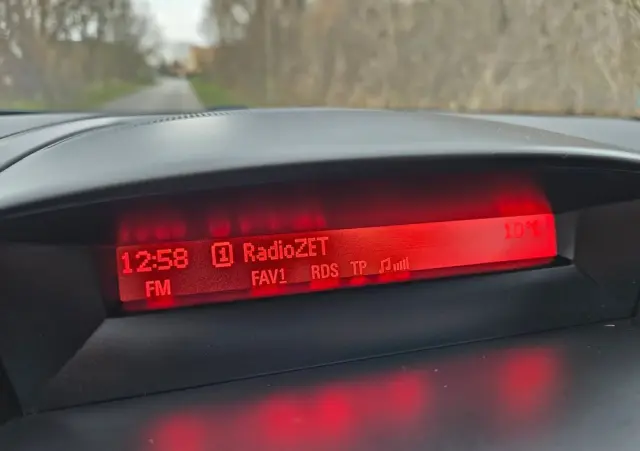 12:58 1 RadioZET 10°C
FM FAV1 RDS TP